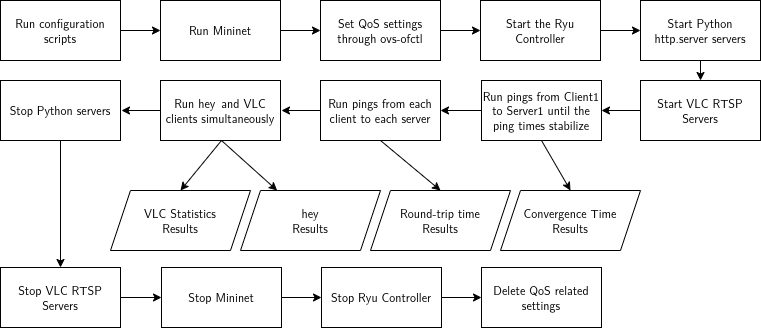 Run configuration
scripts
Run Mininet
Set QoS settings
through ovs-ofctl
Start the Ryu
Controller
Start Python
http.server servers
Stop Python servers
Run hey and VLC
clients simultaneously
Run pings from each
client to each server
Run pings from Client1
to Server1 until the
ping times stabilize
Start VLC RTSP
Servers
VLC Statistics
Results
hey
Results
Round-trip time
Results
Convergence Time
Results
Stop VLC RTSP
Servers
Stop Mininet
Stop Ryu Controller
Delete QoS related
settings